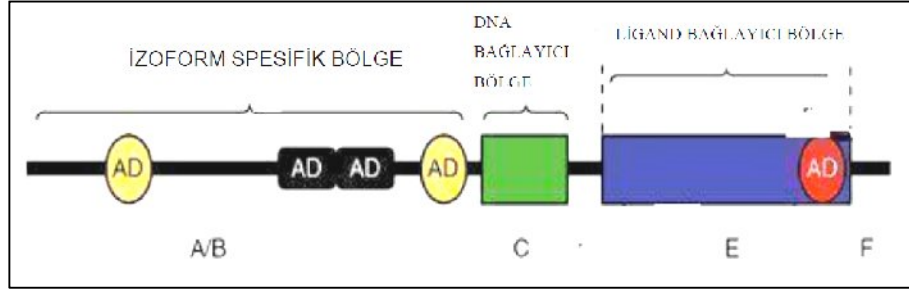 DNA
BAĞLAYICI
BÖLGE
LİGAND BAĞLAYICI BÖLGE
İZOFORM SPESİFİK BÖLGE
AD AD AD AD AD
A/B C E F